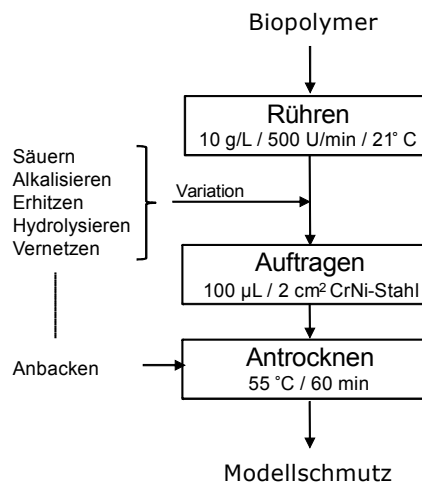 Biopolymer
Rühren
10 g/L / 500 U/min / 21° C
Säuern
Alkalisieren
Erhitzen
Hydrolysieren
Vernetzen
Variation
Auftragen
100 µL / 2 cm² CrNi-Stahl
Anbacken
Antrocknen
55 °C / 60 min
Modellschmutz